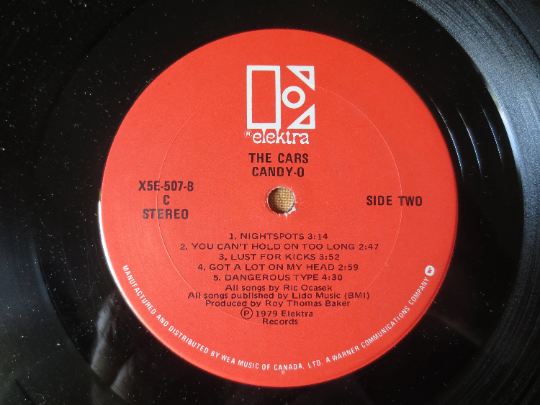 elektra
THE CARS
CANDY-O
X5E-507-B
C
STEREO
SIDE TWO
1. NIGHTSPOTS 3:14
2. YOU CAN'T HOLD ON TOO LONG 2:47
3. LUST FOR KICKS 3:52
4. GOT A LOT ON MY HEAD 2:59
5. DANGEROUS TYPE 4:30
All songs by Ric Ocasek
All songs published by Lido Music (BMI)
Produced by Roy Thomas Baker
Ⓟ 1979 Elektra
Records
MANUFACTURED AND DISTRIBUTED BY WEA MUSIC OF CANADA, LTD. A WARNER COMMUNICATIONS COMPANY